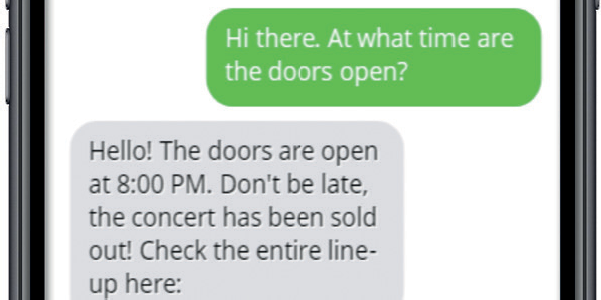 Hi there. At what time are
the doors open?
Hello! The doors are open
at 8:00 PM. Don't be late,
the concert has been sold
out! Check the entire line-
up here: